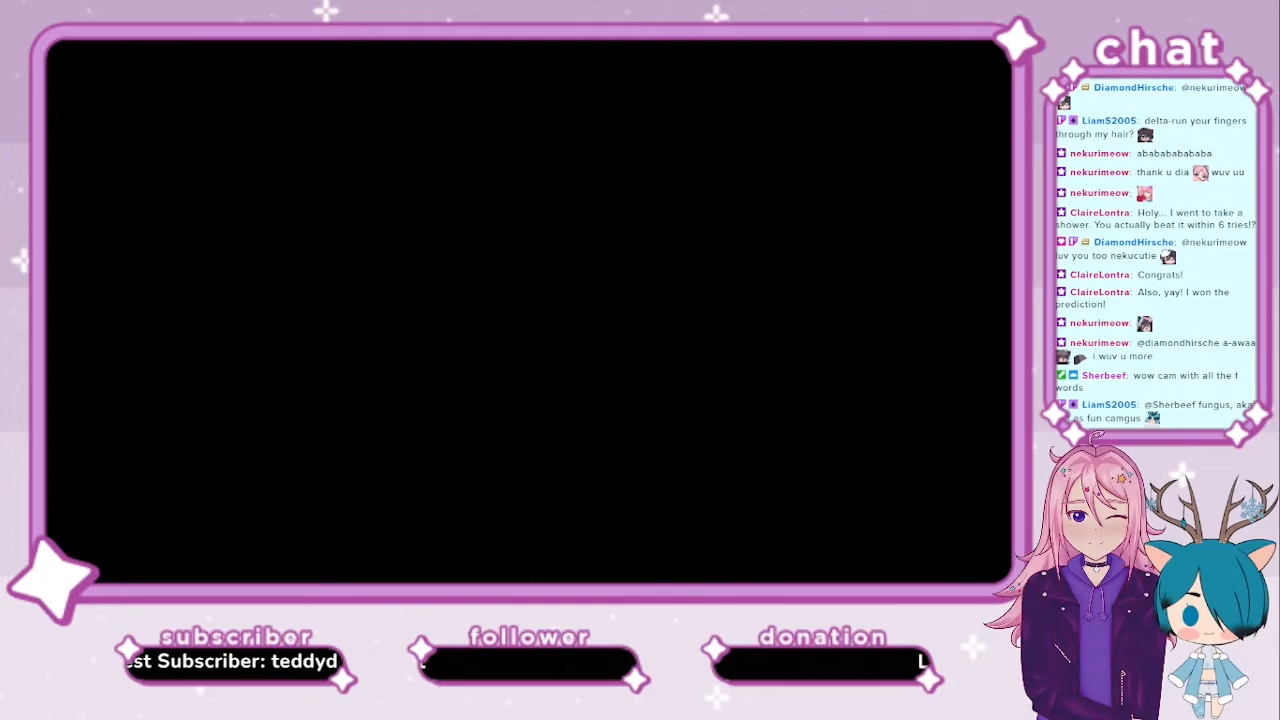 chat
DiamondHirsche: @nekurimeow
LiamS2005: delta-run your fingers
through my hair?
nekurimeow: ababababababa
nekurimeow: thank u dia wuv uu
nekurimeow:
ClaireLontra: Holy... I went to take a
shower. You actually beat it within 6 tries!?
DiamondHirsche: @nekurimeow
luv you too nekucutie
ClaireLontra: Congrats!
ClaireLontra: Also, yay! I won the
prediction!
nekurimeow:
nekurimeow: @diamondhirsche a-awaa
i wuv u more
Sherbeef: wow cam with all the f
words
LiamS2005: @Sherbeef fungus, aka
as fun camgus
subscriber
st Subscriber: teddyd
follower
donation
L